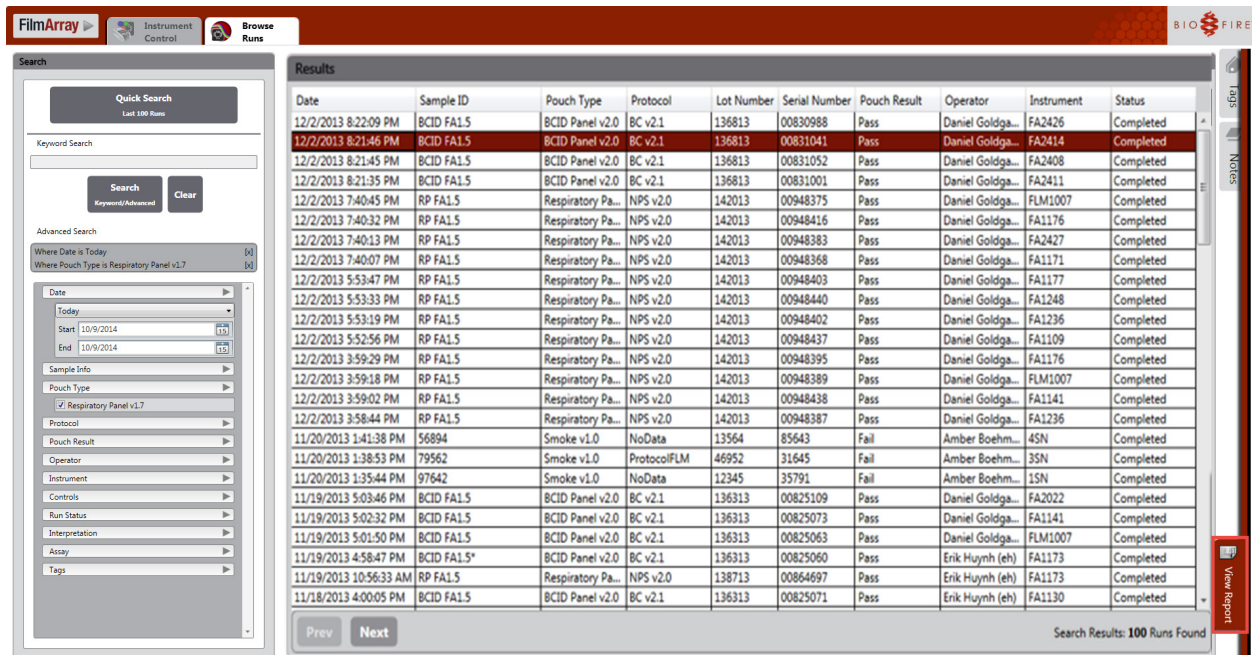 FilmArray
Instrument Control
Browse Runs
BIO FIRE
Search
Quick Search
Last 100 Runs
Keyword Search
Search
Keyword/Advanced
Clear
Advanced Search
Where Date is Today [x]
Where Pouch Type is Respiratory Panel v1.7 [x]
Date
Today
Start 10/9/2014 15
End 10/9/2014 15
Sample Info
Pouch Type
Respiratory Panel v1.7
Protocol
Pouch Result
Operator
Instrument
Controls
Run Status
Interpretation
Assay
Tags
Results
Date Sample ID Pouch Type Protocol Lot Number Serial Number Pouch Result Operator Instrument Status
12/2/2013 8:22:09 PM BCID FA1.5 BCID Panel v2.0 BC v2.1 136813 00830988 Pass Daniel Goldga... FA2426 Completed
12/2/2013 8:21:46 PM BCID FA1.5 BCID Panel v2.0 BC v2.1 136813 00831041 Pass Daniel Goldga... FA2414 Completed
12/2/2013 8:21:45 PM BCID FA1.5 BCID Panel v2.0 BC v2.1 136813 00831052 Pass Daniel Goldga... FA2408 Completed
12/2/2013 8:21:35 PM BCID FA1.5 BCID Panel v2.0 BC v2.1 136813 00831001 Pass Daniel Goldga... FA2411 Completed
12/2/2013 7:40:45 PM RP FA1.5 Respiratory Pa... NPS v2.0 142013 00948375 Pass Daniel Goldga... FLM1007 Completed
12/2/2013 7:40:32 PM RP FA1.5 Respiratory Pa... NPS v2.0 142013 00948416 Pass Daniel Goldga... FA1176 Completed
12/2/2013 7:40:13 PM RP FA1.5 Respiratory Pa... NPS v2.0 142013 00948383 Pass Daniel Goldga... FA2427 Completed
12/2/2013 7:40:07 PM RP FA1.5 Respiratory Pa... NPS v2.0 142013 00948368 Pass Daniel Goldga... FA1171 Completed
12/2/2013 5:53:47 PM RP FA1.5 Respiratory Pa... NPS v2.0 142013 00948403 Pass Daniel Goldga... FA1177 Completed
12/2/2013 5:53:33 PM RP FA1.5 Respiratory Pa... NPS v2.0 142013 00948440 Pass Daniel Goldga... FA1248 Completed
12/2/2013 5:53:19 PM RP FA1.5 Respiratory Pa... NPS v2.0 142013 00948402 Pass Daniel Goldga... FA1236 Completed
12/2/2013 5:52:56 PM RP FA1.5 Respiratory Pa... NPS v2.0 142013 00948437 Pass Daniel Goldga... FA1109 Completed
12/2/2013 3:59:29 PM RP FA1.5 Respiratory Pa... NPS v2.0 142013 00948395 Pass Daniel Goldga... FA1176 Completed
12/2/2013 3:59:18 PM RP FA1.5 Respiratory Pa... NPS v2.0 142013 00948389 Pass Daniel Goldga... FLM1007 Completed
12/2/2013 3:59:02 PM RP FA1.5 Respiratory Pa... NPS v2.0 142013 00948438 Pass Daniel Goldga... FA1141 Completed
12/2/2013 3:58:44 PM RP FA1.5 Respiratory Pa... NPS v2.0 142013 00948387 Pass Daniel Goldga... FA1236 Completed
11/20/2013 1:41:38 PM 56894 Smoke v1.0 NoData 13564 85643 Fail Amber Boehm... 4SN Completed
11/20/2013 1:38:53 PM 79562 Smoke v1.0 ProtocolFLM 46952 31645 Fail Amber Boehm... 3SN Completed
11/20/2013 1:35:44 PM 97642 Smoke v1.0 NoData 12345 35791 Fail Amber Boehm... 1SN Completed
11/19/2013 5:03:46 PM BCID FA1.5 BCID Panel v2.0 BC v2.1 136313 00825109 Pass Daniel Goldga... FA2022 Completed
11/19/2013 5:02:32 PM BCID FA1.5 BCID Panel v2.0 BC v2.1 136313 00825073 Pass Daniel Goldga... FA1141 Completed
11/19/2013 5:01:50 PM BCID FA1.5 BCID Panel v2.0 BC v2.1 136313 00825063 Pass Daniel Goldga... FLM1007 Completed
11/19/2013 4:58:47 PM BCID FA1.5* BCID Panel v2.0 BC v2.1 136313 00825060 Pass Erik Huynh (eh) FA1173 Completed
11/19/2013 10:56:33 AM RP FA1.5 Respiratory Pa... NPS v2.0 138713 00864697 Pass Erik Huynh (eh) FA1173 Completed
11/18/2013 4:00:05 PM BCID FA1.5 BCID Panel v2.0 BC v2.1 136313 00825071 Pass Erik Huynh (eh) FA1130 Completed
Prev Next Search Results: 100 Runs Found
Tags
Notes
View Report